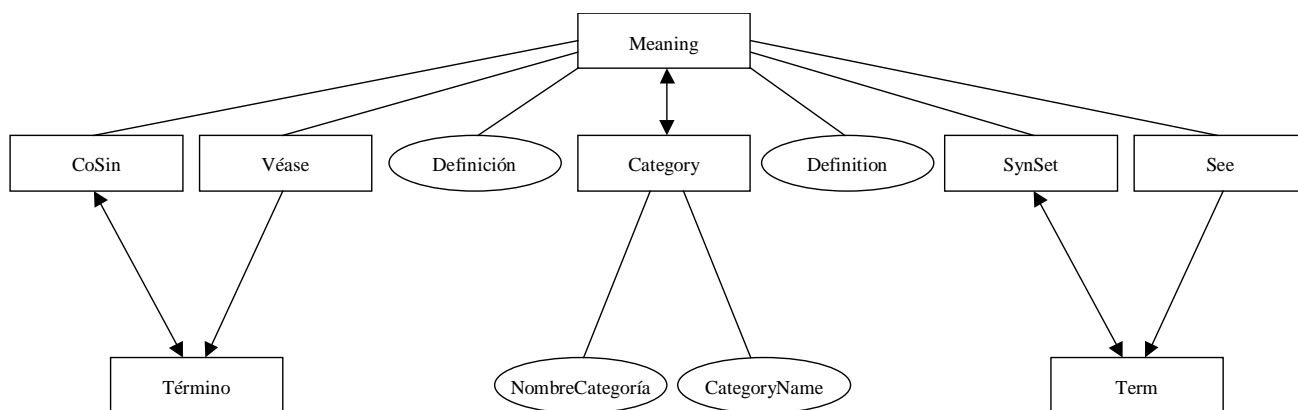 Meaning
CoSin
Véase
Definición
Category
Definition
SynSet
See
Término
NombreCategoría
CategoryName
Term